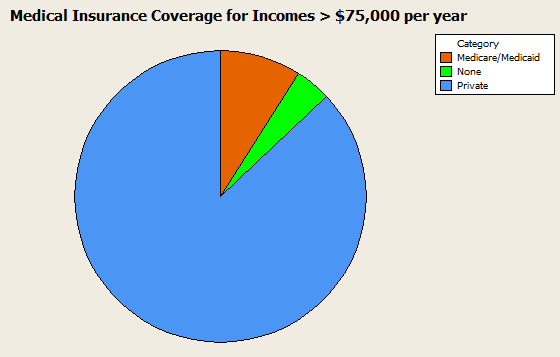 Medical Insurance Coverage for Incomes > $75,000 per year
Category
Medicare/Medicaid
None
Private